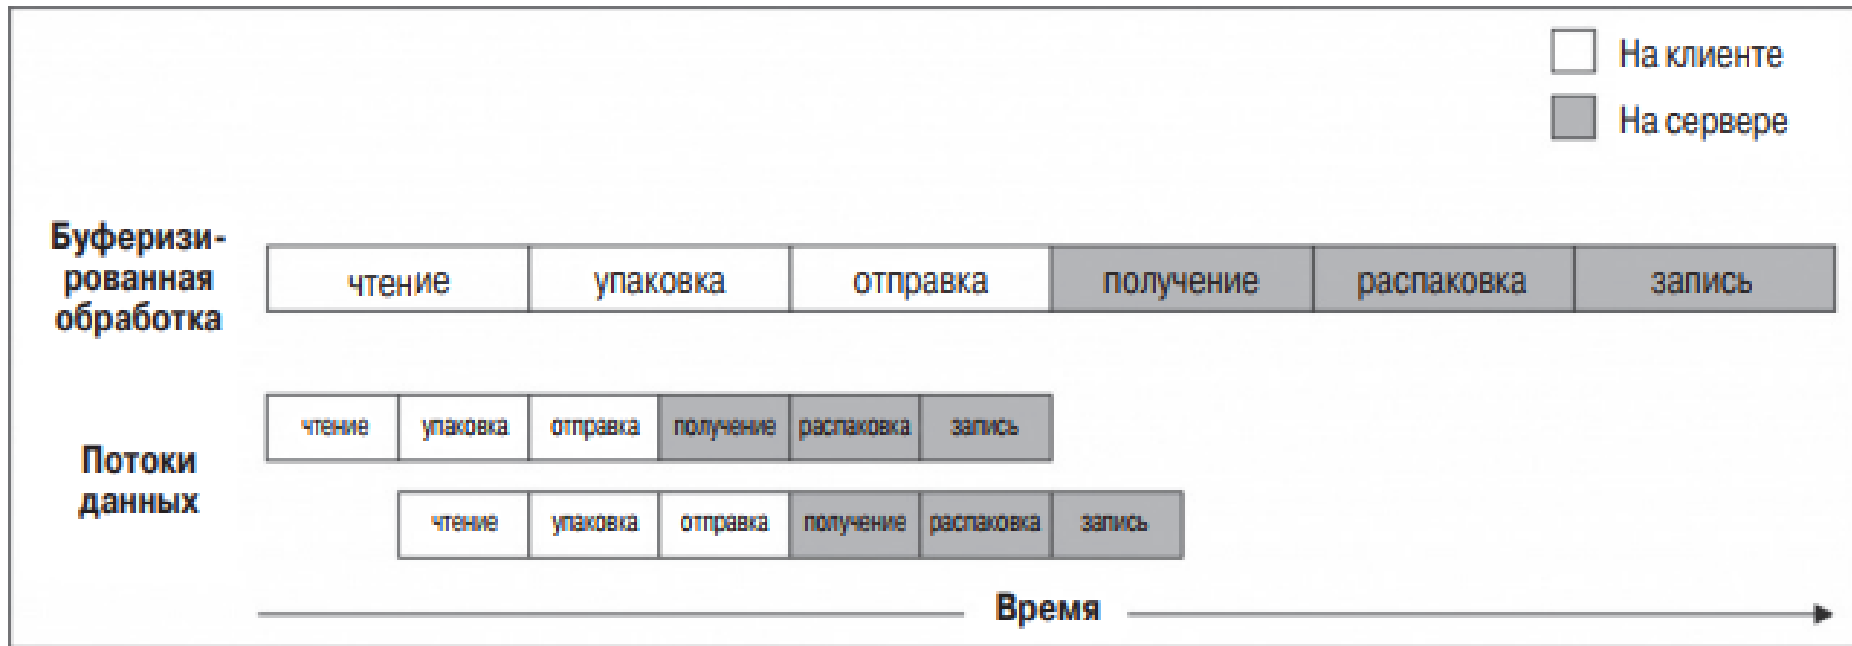 На клиенте
На сервере
Буферизи-
рованная
обработка
чтение упаковка отправка получение распаковка запись
чтение упаковка отправка получение распаковка запись
Потоки
данных
чтение упаковка отправка получение распаковка запись
Время